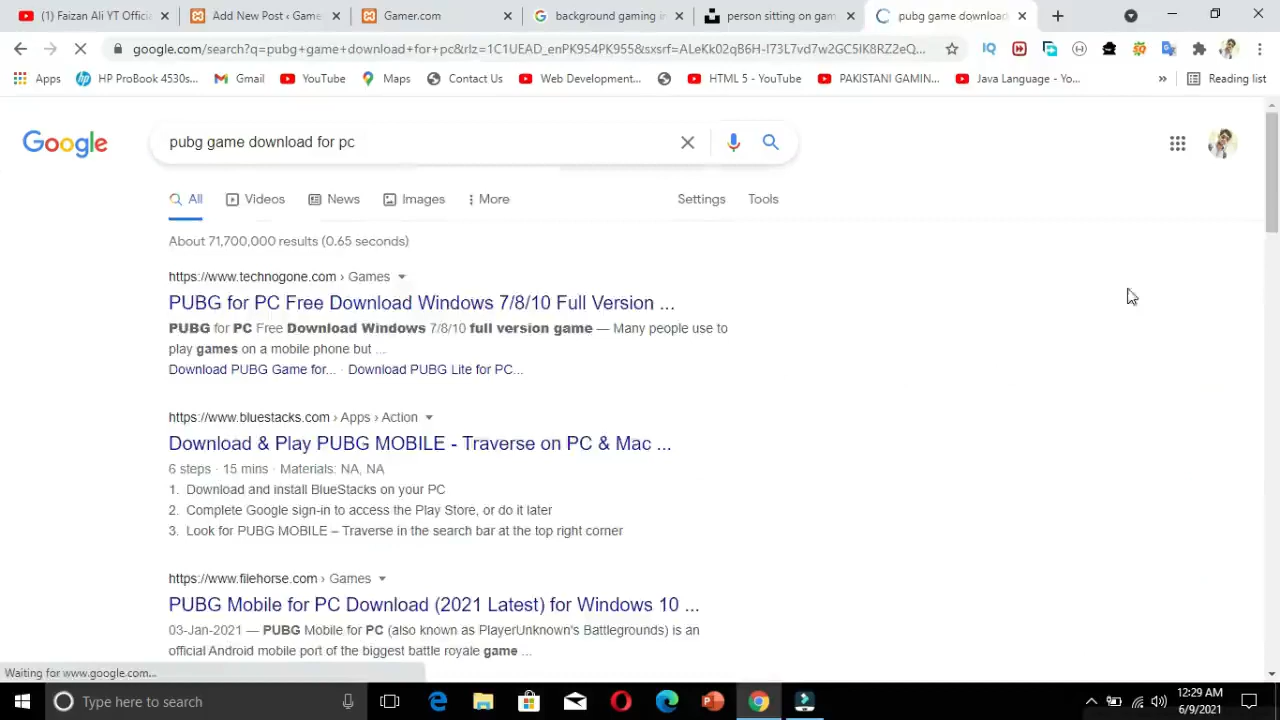 (1) Faizan Ali YT Offici
Add New Post ‹ Game
Gamer.com
background gaming i
person sitting on gam
pubg game download
google.com/search?q=pubg+game+download+for+pc&rlz=1C1UEAD_enPK954PK955&sxsrf=ALeKk02q86H-I73L7vd7w2GC5IK8RZ2eQ...
Apps
HP ProBook 4530s...
Gmail
YouTube
Maps
Contact Us
Web Development...
HTML 5 - YouTube
PAKISTANI GAMIN...
Java Language - Yo...
»
Reading list
Google
pubg game download for pc
All
Videos
News
Images
More
Settings
Tools
About 71,700,000 results (0.65 seconds)
https://www.technogone.com › Games
PUBG for PC Free Download Windows 7/8/10 Full Version ...
PUBG for PC Free Download Windows 7/8/10 full version game — Many people use to
play games on a mobile phone but ...
Download PUBG Game for... · Download PUBG Lite for PC...
https://www.bluestacks.com › Apps › Action
Download & Play PUBG MOBILE - Traverse on PC & Mac ...
6 steps · 15 mins · Materials: NA, NA
1. Download and install BlueStacks on your PC
2. Complete Google sign-in to access the Play Store, or do it later
3. Look for PUBG MOBILE – Traverse in the search bar at the top right corner
https://www.filehorse.com › Games
PUBG Mobile for PC Download (2021 Latest) for Windows 10 ...
03-Jan-2021 — PUBG Mobile for PC (also known as PlayerUnknown's Battlegrounds) is an
official Android mobile port of the biggest battle royale game ...
Waiting for www.google.com...
Type here to search
12:29 AM
6/9/2021